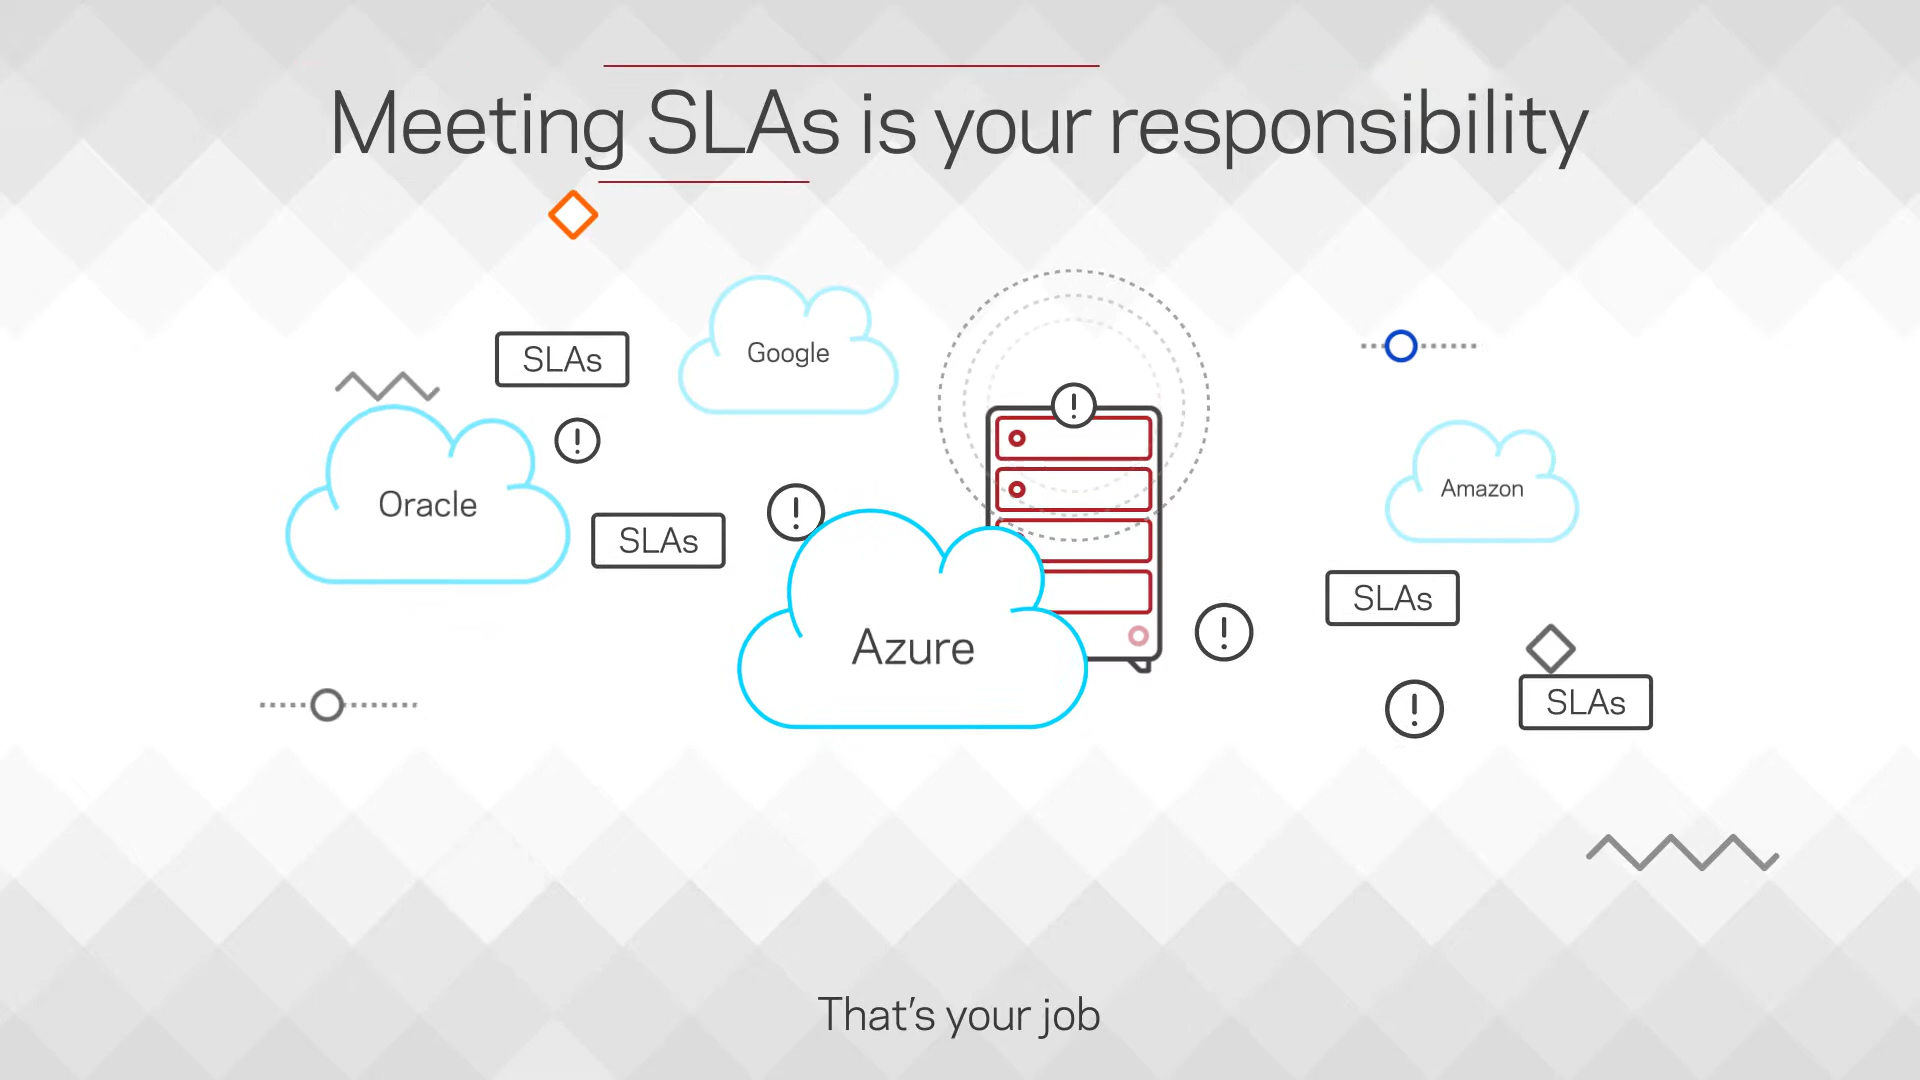 Meeting SLAs is your responsibility
Google
SLAs
Oracle
Amazon
SLAs
SLAs
Azure
SLAs
That's your job